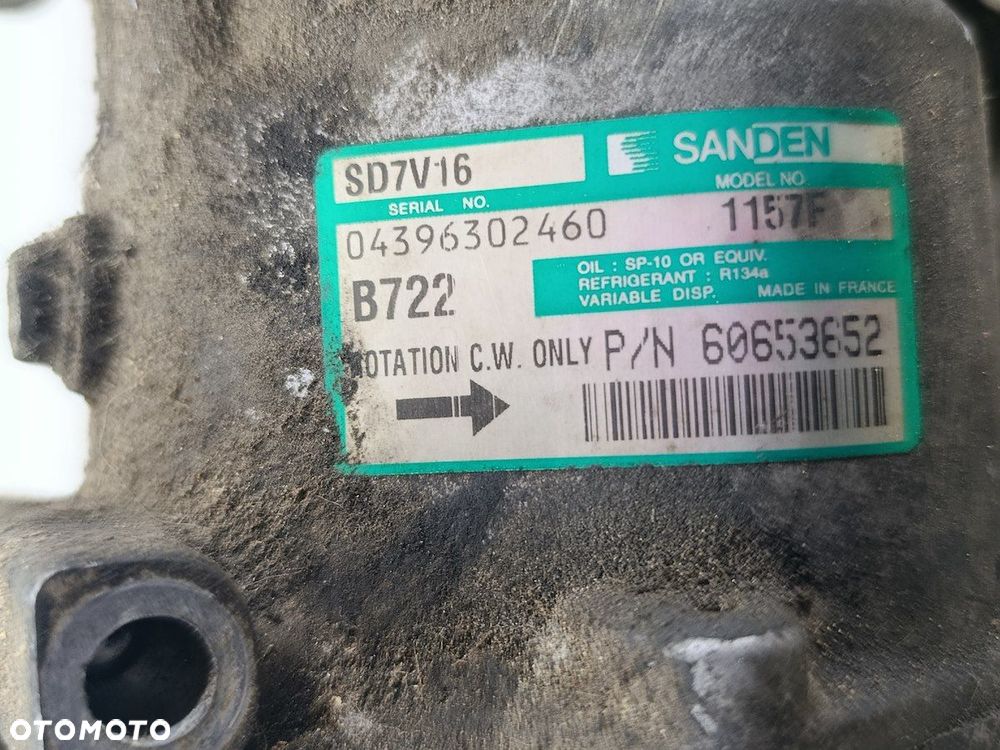 SD7V16
SANDEN
SERIAL NO.
MODEL NO.
04396302460
1157F
B722
OIL : SP-10 OR EQUIV.
REFRIGERANT : R134a
VARIABLE DISP. MADE IN FRANCE
ROTATION C.W. ONLY P/N 60653652
OTOMOTO